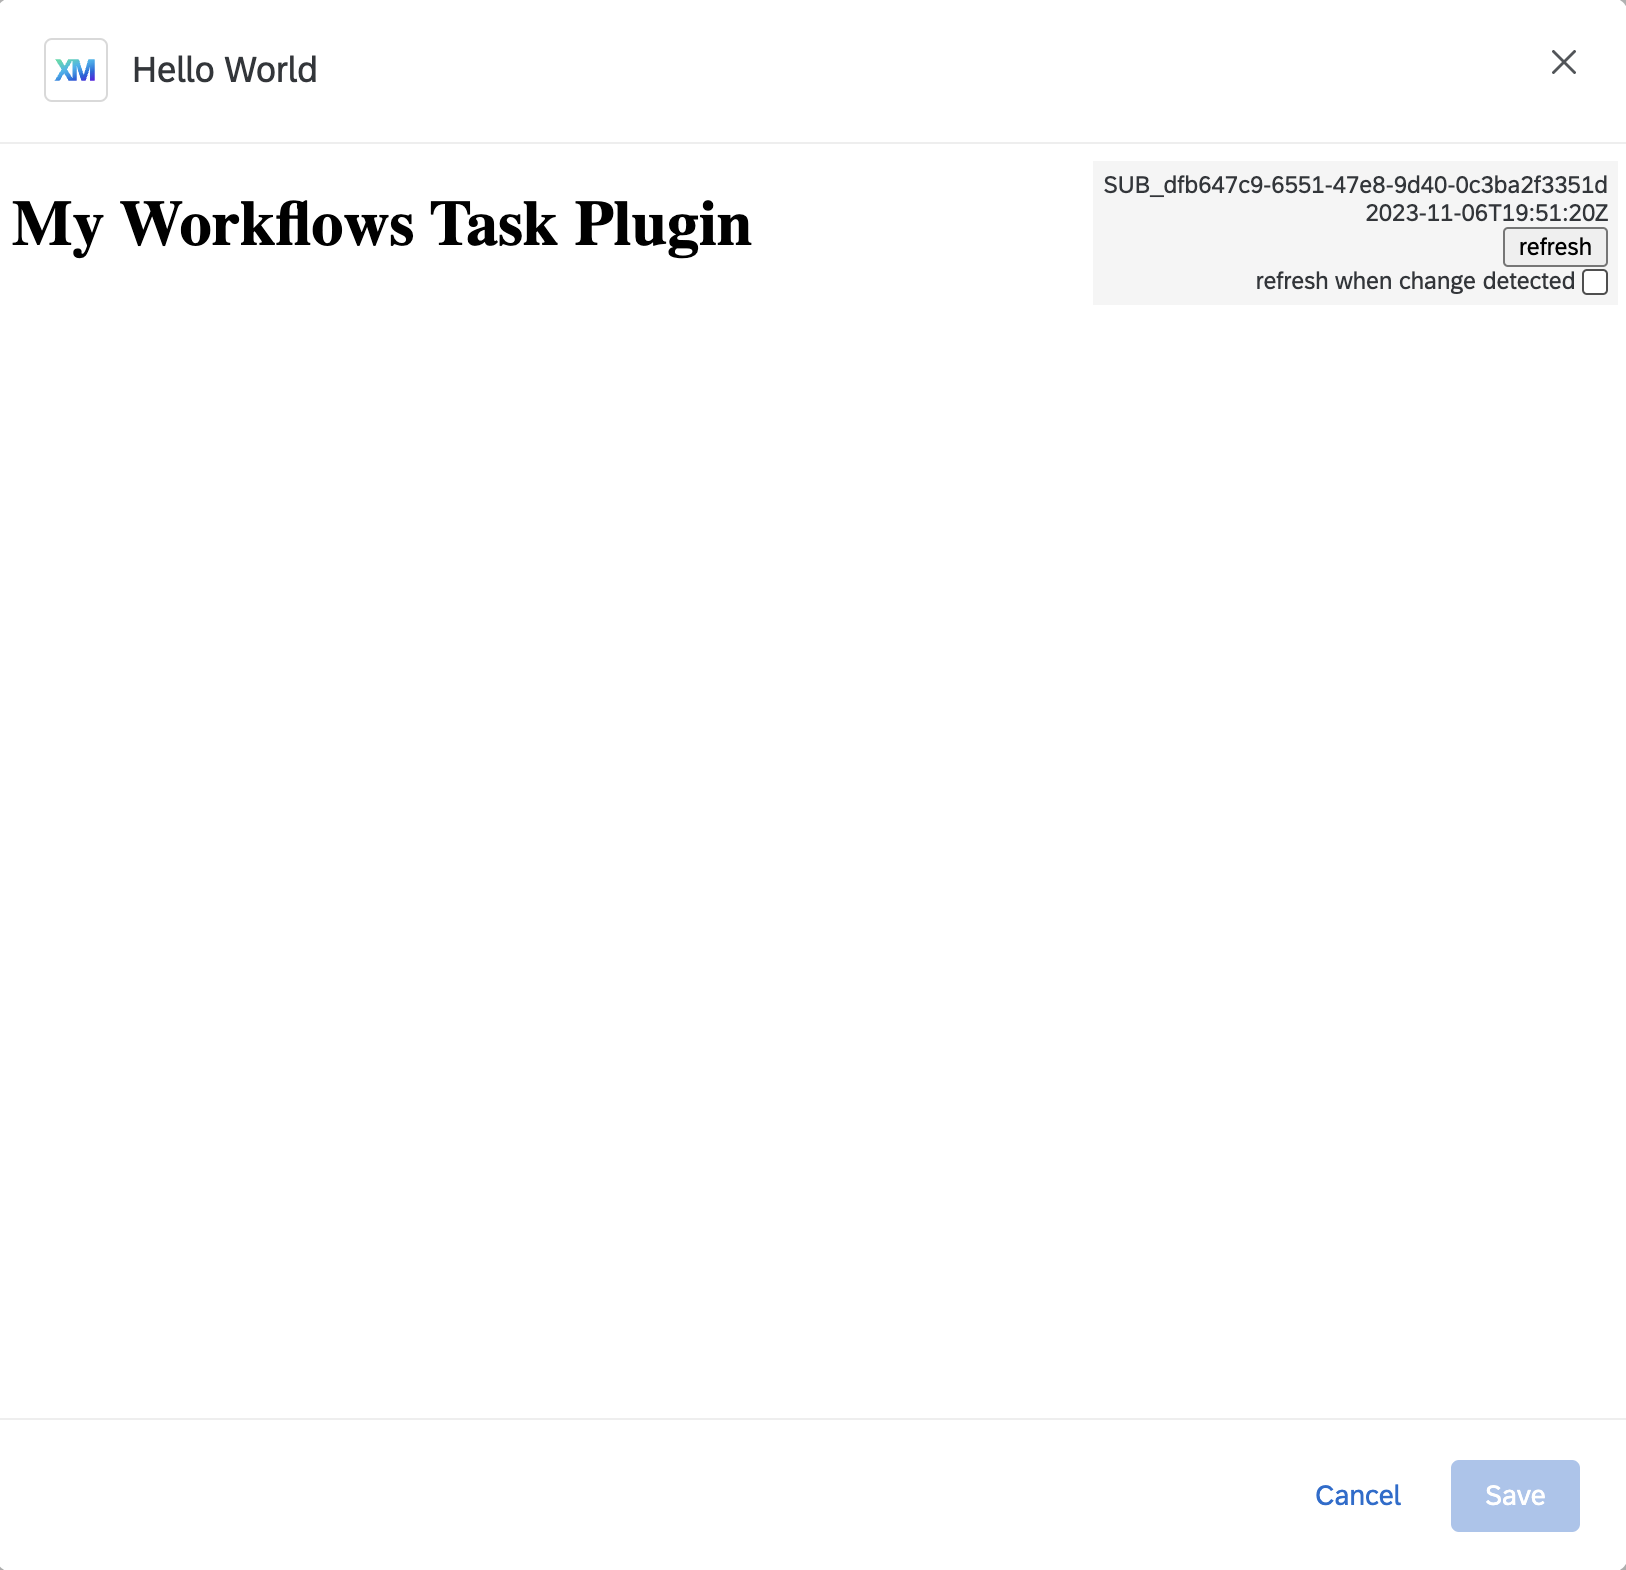 XM Hello World
My Workflows Task Plugin
SUB_dfb647c9-6551-47e8-9d40-0c3ba2f3351d
2023-11-06T19:51:20Z
refresh
refresh when change detected
Cancel Save